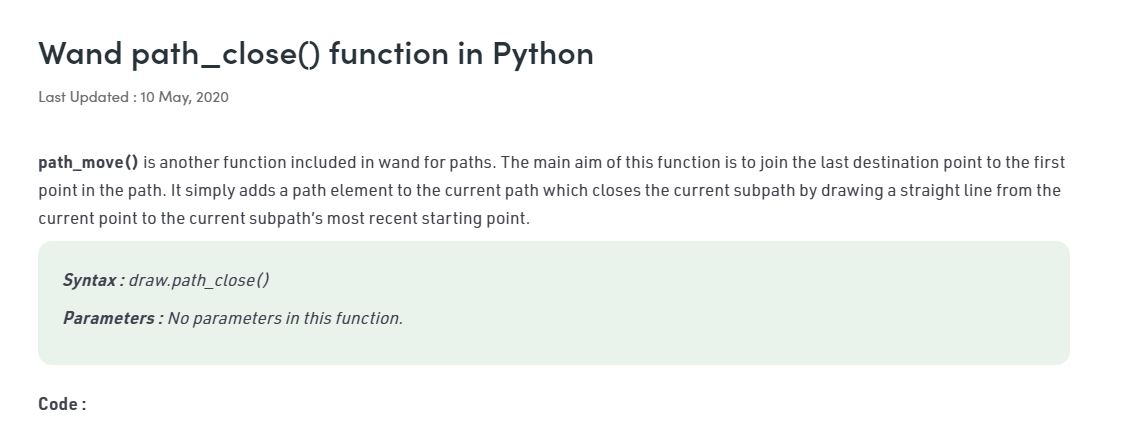 Wand path_close() function in Python
Last Updated : 10 May, 2020
path_move() is another function included in wand for paths. The main aim of this function is to join the last destination point to the first
point in the path. It simply adds a path element to the current path which closes the current subpath by drawing a straight line from the
current point to the current subpath's most recent starting point.
Syntax : draw.path_close()
Parameters : No parameters in this function.
Code :